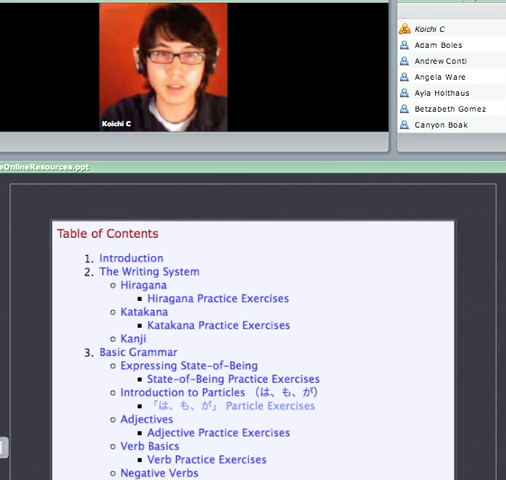 Participants
Koichi C
Koichi C
Adam Boles
Andrew Conti
Angela Ware
Ayla Holthaus
Betzabeth Gomez
Canyon Boak
eOnlineResources.ppt
Table of Contents
1. Introduction
2. The Writing System
Hiragana
Hiragana Practice Exercises
Katakana
Katakana Practice Exercises
Kanji
3. Basic Grammar
Expressing State-of-Being
State-of-Being Practice Exercises
Introduction to Particles （は、も、が）
「は、も、が」 Particle Exercises
Adjectives
Adjective Practice Exercises
Verb Basics
Verb Practice Exercises
Negative Verbs